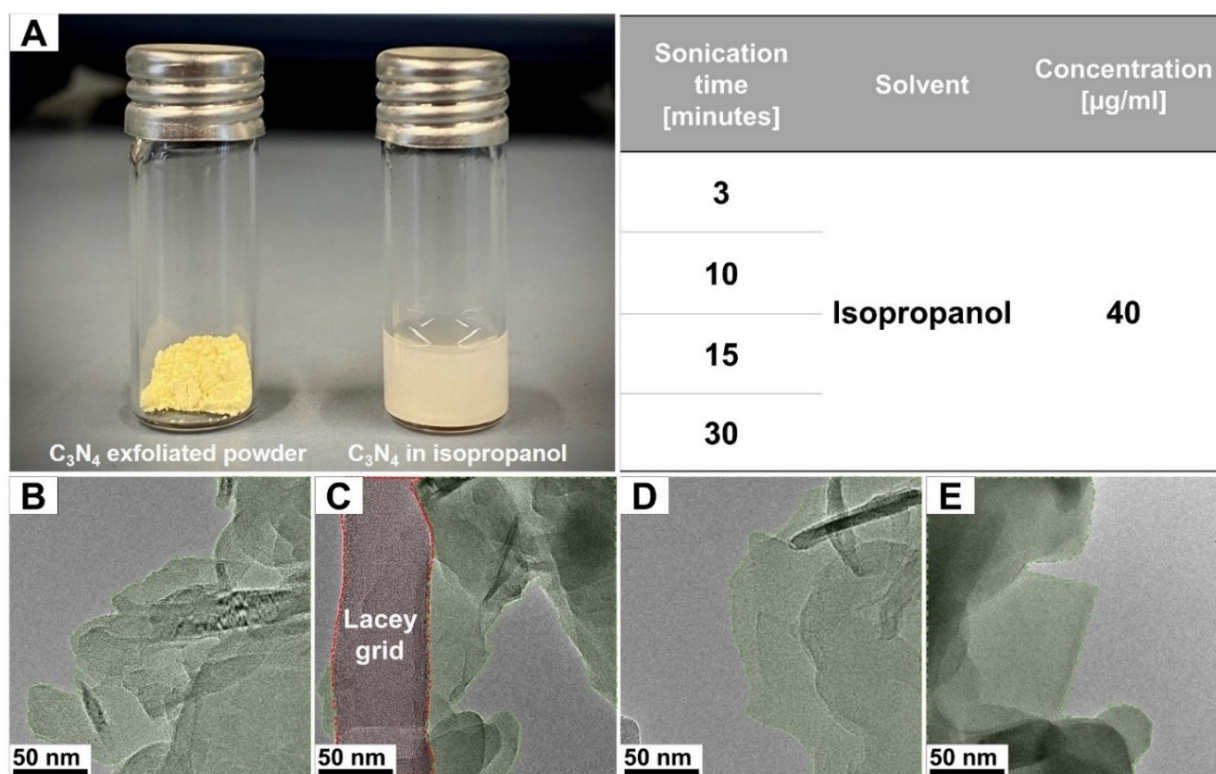 A
C₃N₄ exfoliated powder
C₃N₄ in isopropanol
Sonication time [minutes]
Solvent
Concentration [µg/ml]
3
10
15
30
Isopropanol
40
B
50 nm
C
Lacey
grid
50 nm
D
50 nm
E
50 nm